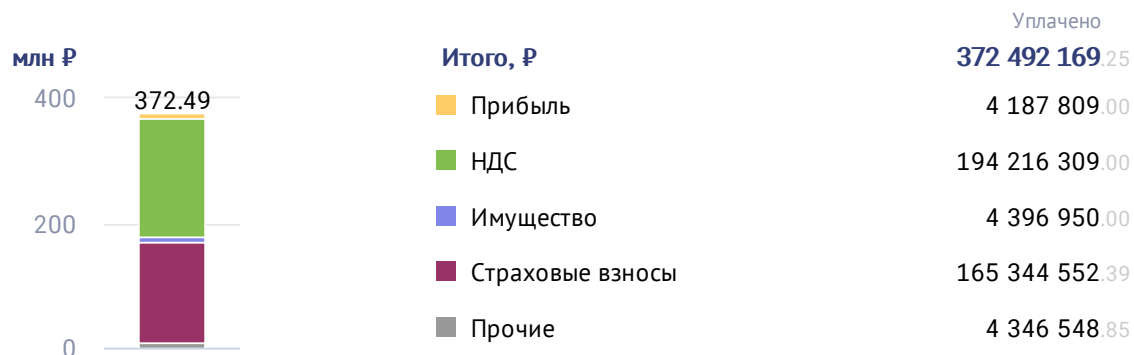 Уплачено
млн ₽
Итого, ₽ 372 492 169.25
400
372.49
Прибыль 4 187 809.00
НДС 194 216 309.00
200
Имущество 4 396 950.00
Страховые взносы 165 344 552.39
0
Прочие 4 346 548.85